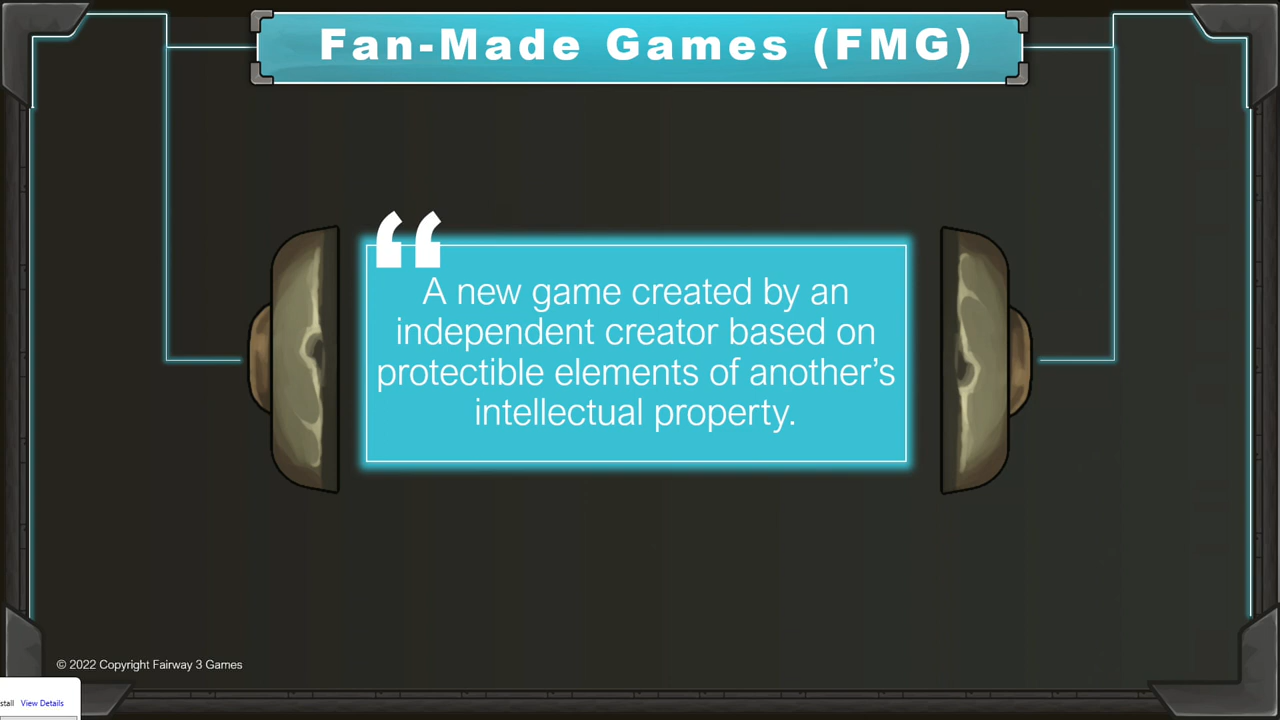 Fan-Made Games (FMG)
“
A new game created by an
independent creator based on
protectible elements of another’s
intellectual property.
© 2022 Copyright Fairway 3 Games
stall View Details